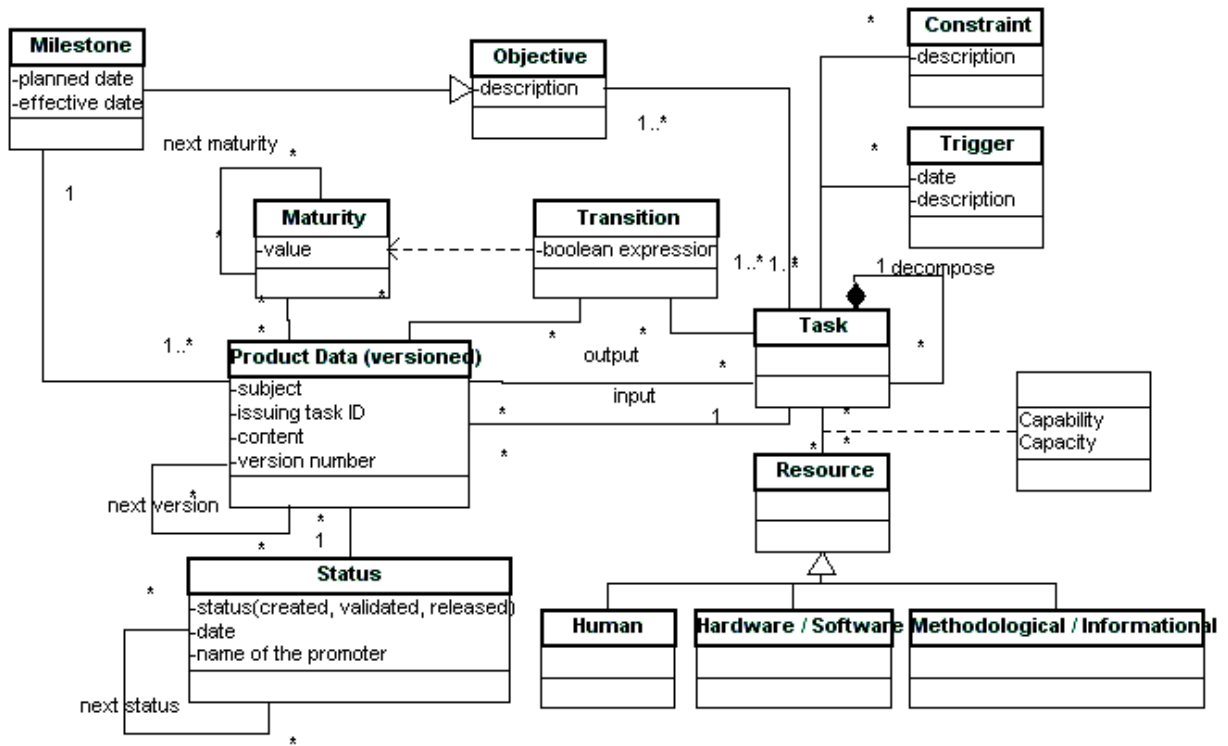 Milestone
-planned date
-effective date
Objective
-description
*
Constraint
-description
1..*
*
Trigger
-date
-description
next maturity
*
1
Maturity
-value
*
*
*
Transition
-boolean expression
1..*
1..*
1 decompose
*
Task
*
1..*
*
Product Data (versioned)
-subject
-issuing task ID
-content
-version number
*
output
*
*
input
*
1
*
*
*
*
Capability
Capacity
Resource
next version
*
*
*
1
Status
-status(created, validated, released)
-date
-name of the promoter
*
next status
*
Human
Hardware / Software
Methodological / Informational